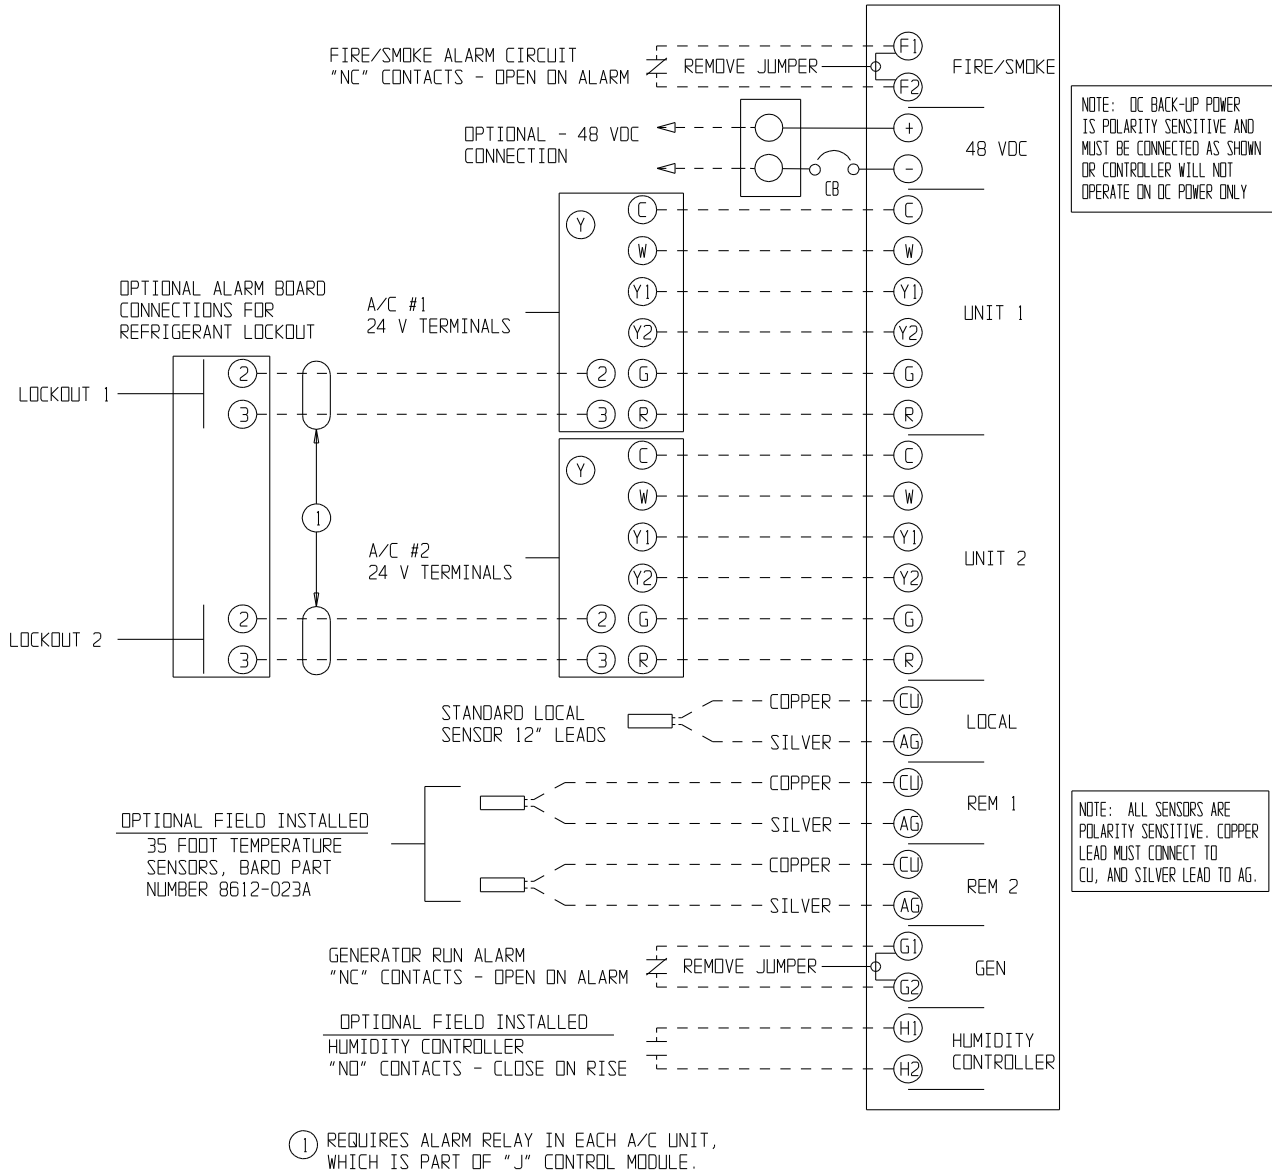 FIRE/SMOKE ALARM CIRCUIT
"NC" CONTACTS - OPEN ON ALARM
REMOVE JUMPER
F1
F2
FIRE/SMOKE
NOTE: DC BACK-UP POWER
IS POLARITY SENSITIVE AND
MUST BE CONNECTED AS SHOWN
OR CONTROLLER WILL NOT
OPERATE ON DC POWER ONLY
OPTIONAL - 48 VDC
CONNECTION
CB
+
-
48 VDC
OPTIONAL ALARM BOARD
CONNECTIONS FOR
REFRIGERANT LOCKOUT
LOCKOUT 1
2
3
A/C #1
24 V TERMINALS
Y
C
W
Y1
Y2
2
G
3
R
C
W
Y1
Y2
G
R
UNIT 1
1
LOCKOUT 2
2
3
A/C #2
24 V TERMINALS
Y
C
W
Y1
Y2
2
G
3
R
C
W
Y1
Y2
G
R
UNIT 2
STANDARD LOCAL
SENSOR 12" LEADS
COPPER
SILVER
CU
AG
LOCAL
OPTIONAL FIELD INSTALLED
35 FOOT TEMPERATURE
SENSORS, BARD PART
NUMBER 8612-023A
COPPER
SILVER
CU
AG
REM 1
COPPER
SILVER
CU
AG
REM 2
NOTE: ALL SENSORS ARE
POLARITY SENSITIVE. COPPER
LEAD MUST CONNECT TO
CU, AND SILVER LEAD TO AG.
GENERATOR RUN ALARM
"NC" CONTACTS - OPEN ON ALARM
REMOVE JUMPER
G1
G2
GEN
OPTIONAL FIELD INSTALLED
HUMIDITY CONTROLLER
"NO" CONTACTS - CLOSE ON RISE
H1
H2
HUMIDITY
CONTROLLER
1 REQUIRES ALARM RELAY IN EACH A/C UNIT,
WHICH IS PART OF "J" CONTROL MODULE.